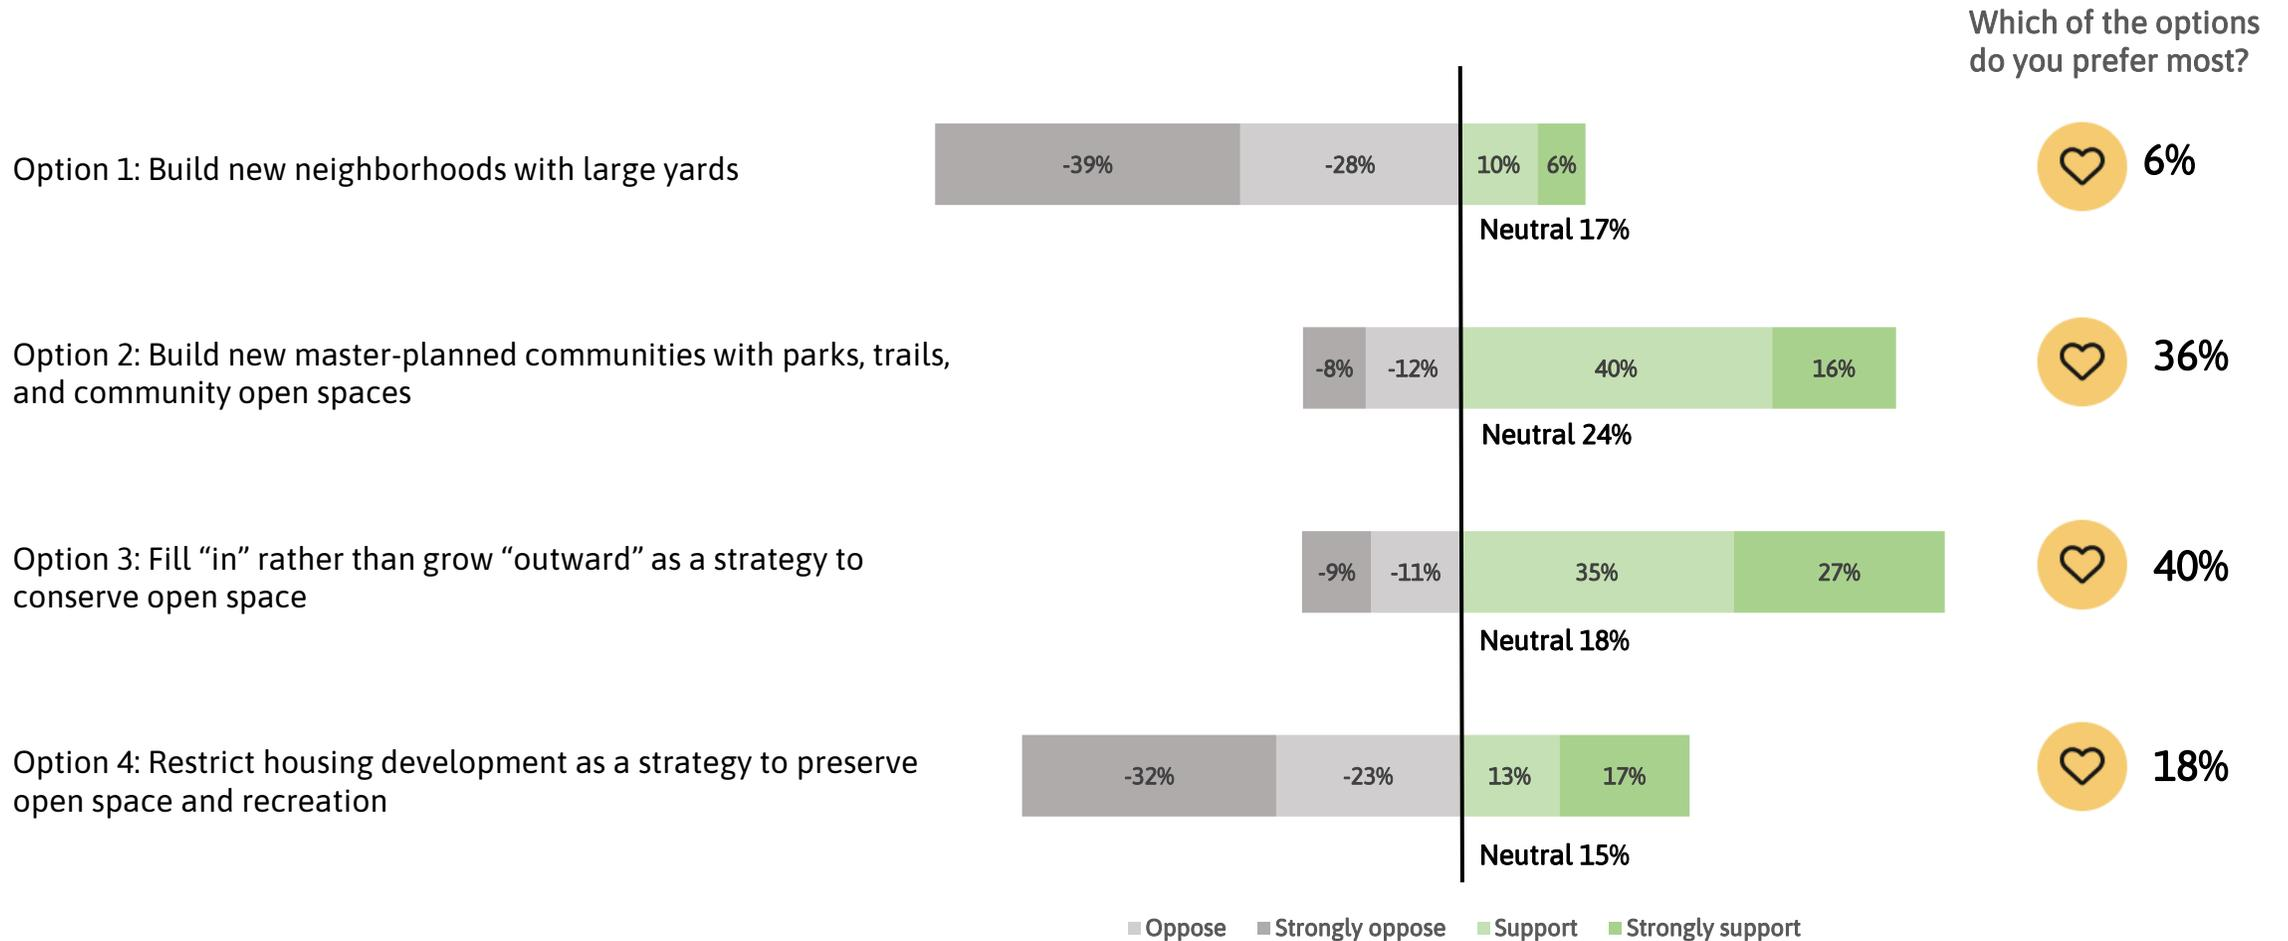 Which of the options
do you prefer most?
Option 1: Build new neighborhoods with large yards
-39%
-28%
10%
6%
6%
Neutral 17%
Option 2: Build new master-planned communities with parks, trails,
and community open spaces
-8%
-12%
40%
16%
36%
Neutral 24%
Option 3: Fill “in” rather than grow “outward” as a strategy to
conserve open space
-9%
-11%
35%
27%
40%
Neutral 18%
Option 4: Restrict housing development as a strategy to preserve
open space and recreation
-32%
-23%
13%
17%
18%
Neutral 15%
Oppose
Strongly oppose
Support
Strongly support